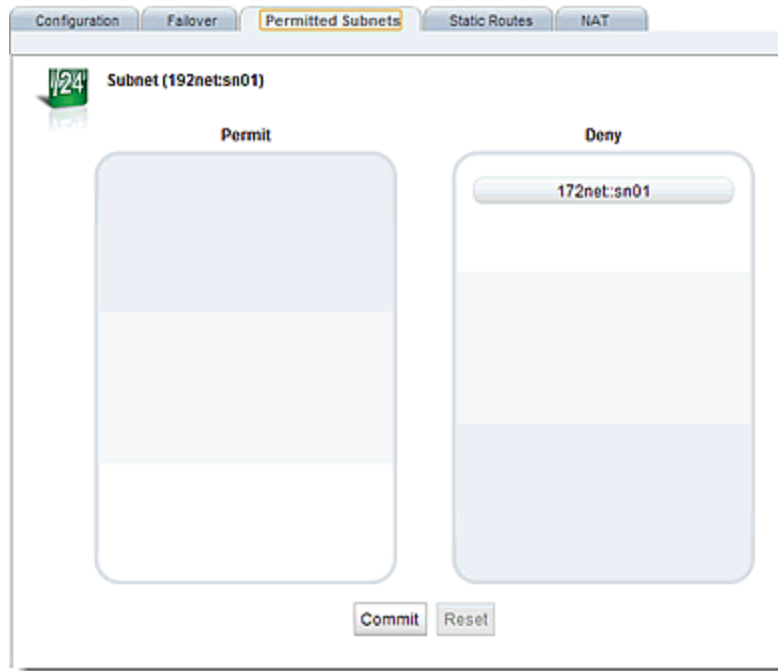 Configuration Failover Permitted Subnets Static Routes NAT
/24
Subnet (192net:sn01)
Permit Deny
172net::sn01
Commit Reset